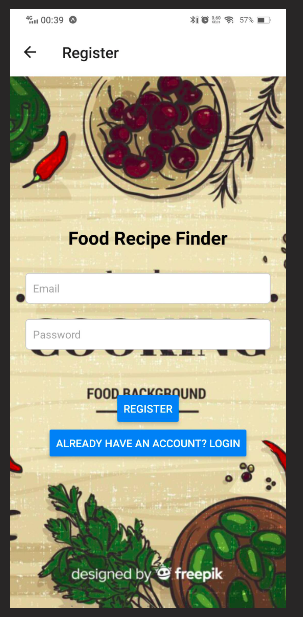 4G 00:39 57%
Register
Food Recipe Finder
Email
Password
COOKING
FOOD BACKGROUND
REGISTER
ALREADY HAVE AN ACCOUNT? LOGIN
designed by freepik